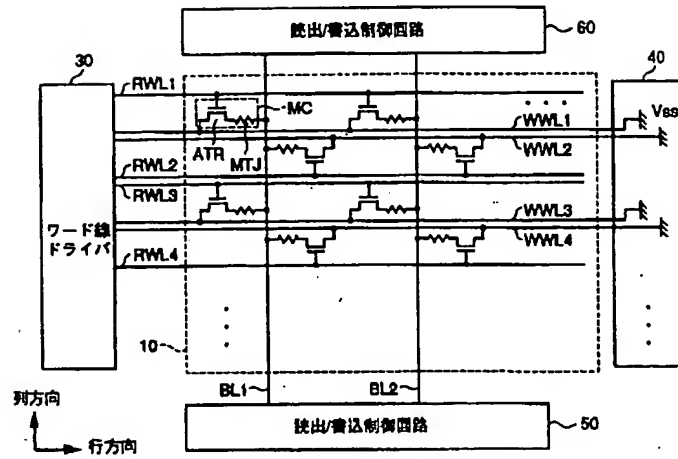 読出/書込制御回路
60
30
40
RWL1
MC
Vss
WWL1
ATR
WWL2
MTJ
RWL2
RWL3
ワード線
ドライバ
WWL3
WWL4
RWL4
10
BL1
BL2
列方向
行方向
読出/書込制御回路
50